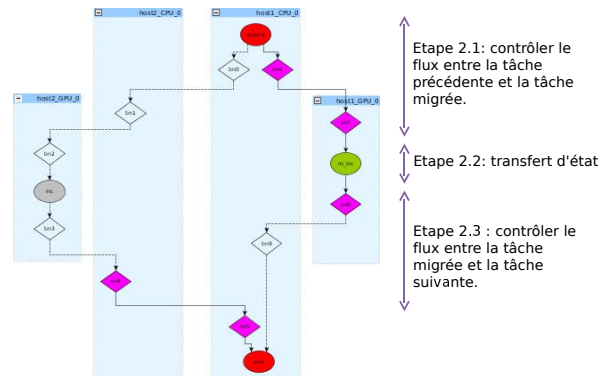 host2_CPU_0
host1_CPU_0
bn0
host2_GPU_0
host1_GPU_0
bn1
bn2
m_inc
inc
bn3
bn9
Etape 2.1: contrôler le
flux entre la tâche
précédente et la tâche
migrée.
Etape 2.2: transfert d'état
Etape 2.3 : contrôler le
flux entre la tâche
migrée et la tâche
suivante.